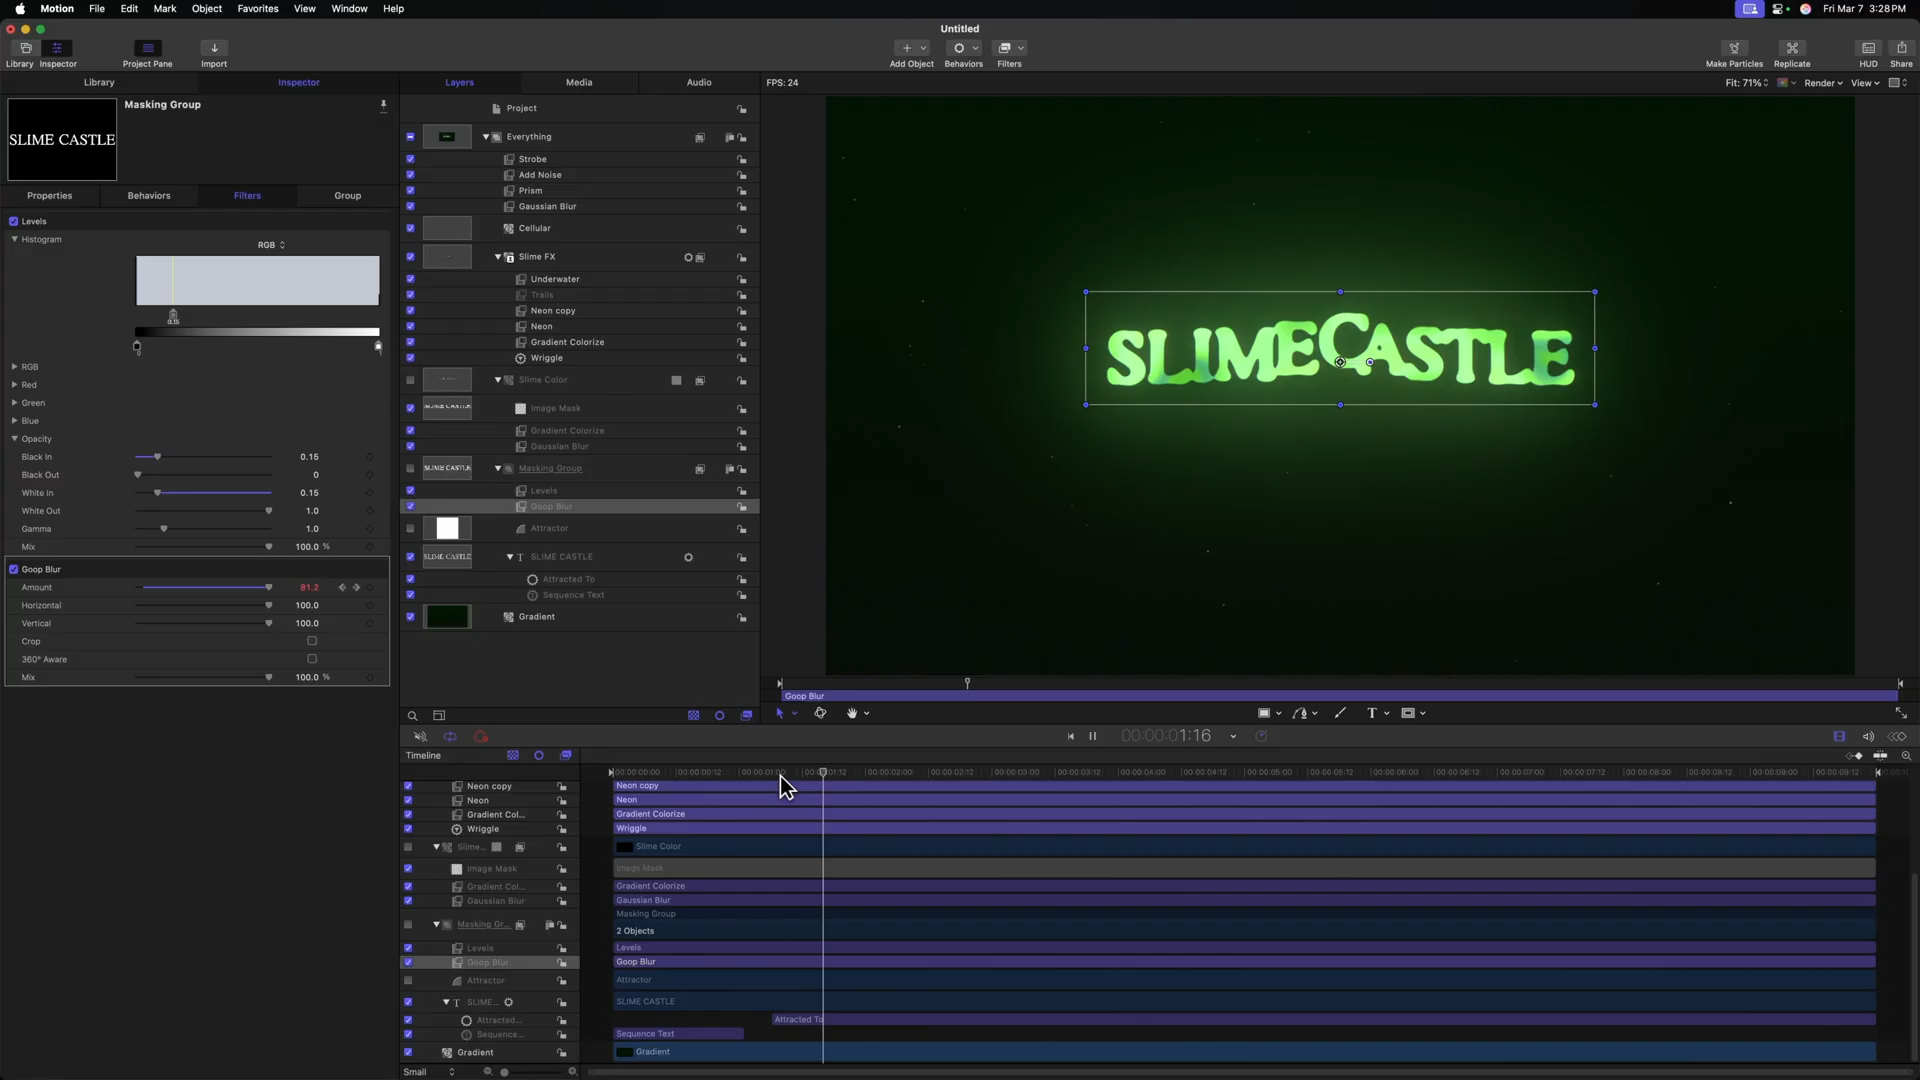 Motion File Edit Mark Object Favorites View Window Help Fri Mar 7 3:28 PM
Untitled
Library Inspector Project Pane Import Add Object Behaviors Filters Make Particles Replicate HUD Share
Library Inspector Layers Media Audio FPS: 24 Fit: 71% Render View
Masking Group
SLIME CASTLE
Properties Behaviors Filters Group
Levels
Histogram
RGB
0.15
RGB
Red
Green
Blue
Opacity
Black In 0.15
Black Out 0
White In 0.15
White Out 1.0
Gamma 1.0
Mix 100.0 %
Goop Blur
Amount 81.2
Horizontal 100.0
Vertical 100.0
Crop
360° Aware
Mix 100.0 %
Project
Everything
Strobe
Add Noise
Prism
Gaussian Blur
Cellular
Slime FX
Underwater
Trails
Neon copy
Neon
Gradient Colorize
Wriggle
Slime Color
SLIME CASTLE Image Mask
Gradient Colorize
Gaussian Blur
SLIME CASTLE Masking Group
Levels
Goop Blur
Attractor
SLIME CASTLE T SLIME CASTLE
Attracted To
Sequence Text
Gradient
SLIME CASTLE
Goop Blur
T
00:00:01:16
Timeline
00:00:00:00 00:00:00:12 00:00:01:00 00:00:01:12 00:00:02:00 00:00:02:12 00:00:03:00 00:00:03:12 00:00:04:00 00:00:04:12 00:00:05:00 00:00:05:12 00:00:06:00 00:00:06:12 00:00:07:00 00:00:07:12 00:00:08:00 00:00:08:12 00:00:09:00 00:00:09:12
Neon copy Neon copy
Neon Neon
Gradient Col... Gradient Colorize
Wriggle Wriggle
Slime... Slime Color
Image Mask Image Mask
Gradient Col... Gradient Colorize
Gaussian Blur Gaussian Blur
Masking Group
Masking Gr... 2 Objects
Levels Levels
Goop Blur Goop Blur
Attractor Attractor
T SLIME... SLIME CASTLE
Attracted... Attracted To
Sequence... Sequence Text
Gradient Gradient
Small